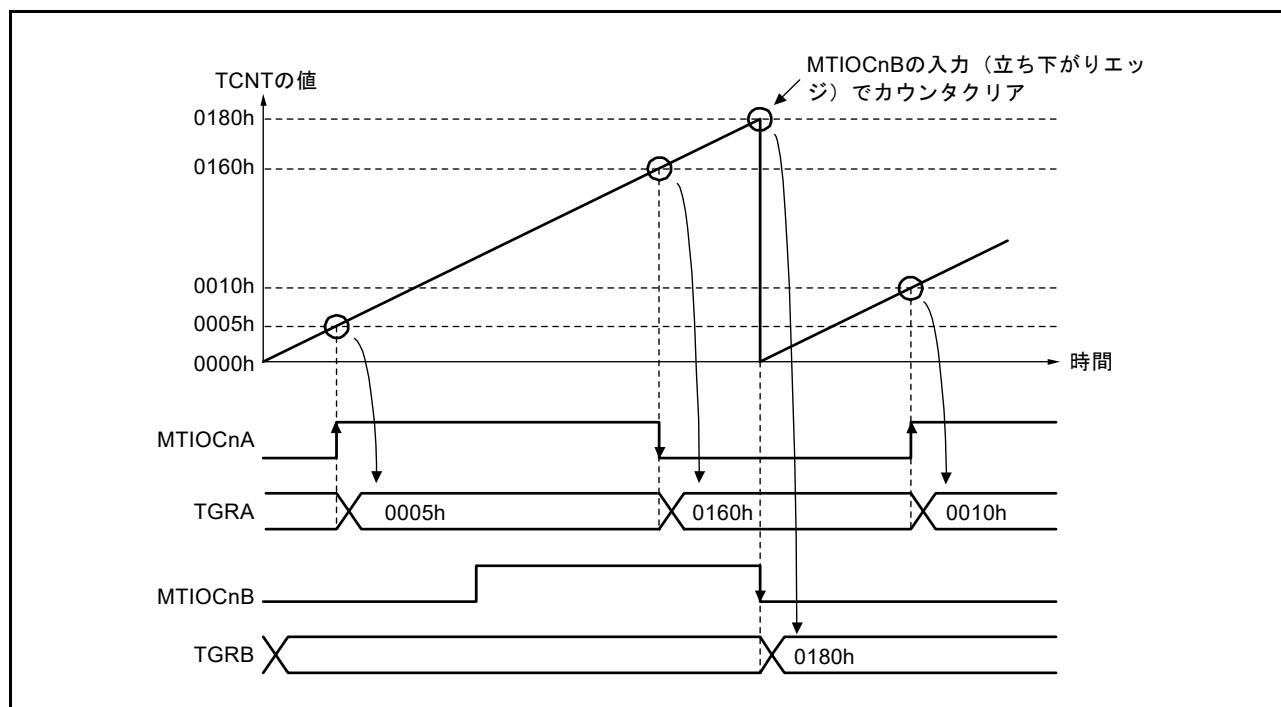 TCNTの値
MTIOCnBの入力（立ち下がりエッ
ジ）でカウンタクリア
0180h
0160h
0010h
0005h
0000h
時間
MTIOCnA
TGRA
0005h
0160h
0010h
MTIOCnB
TGRB
0180h